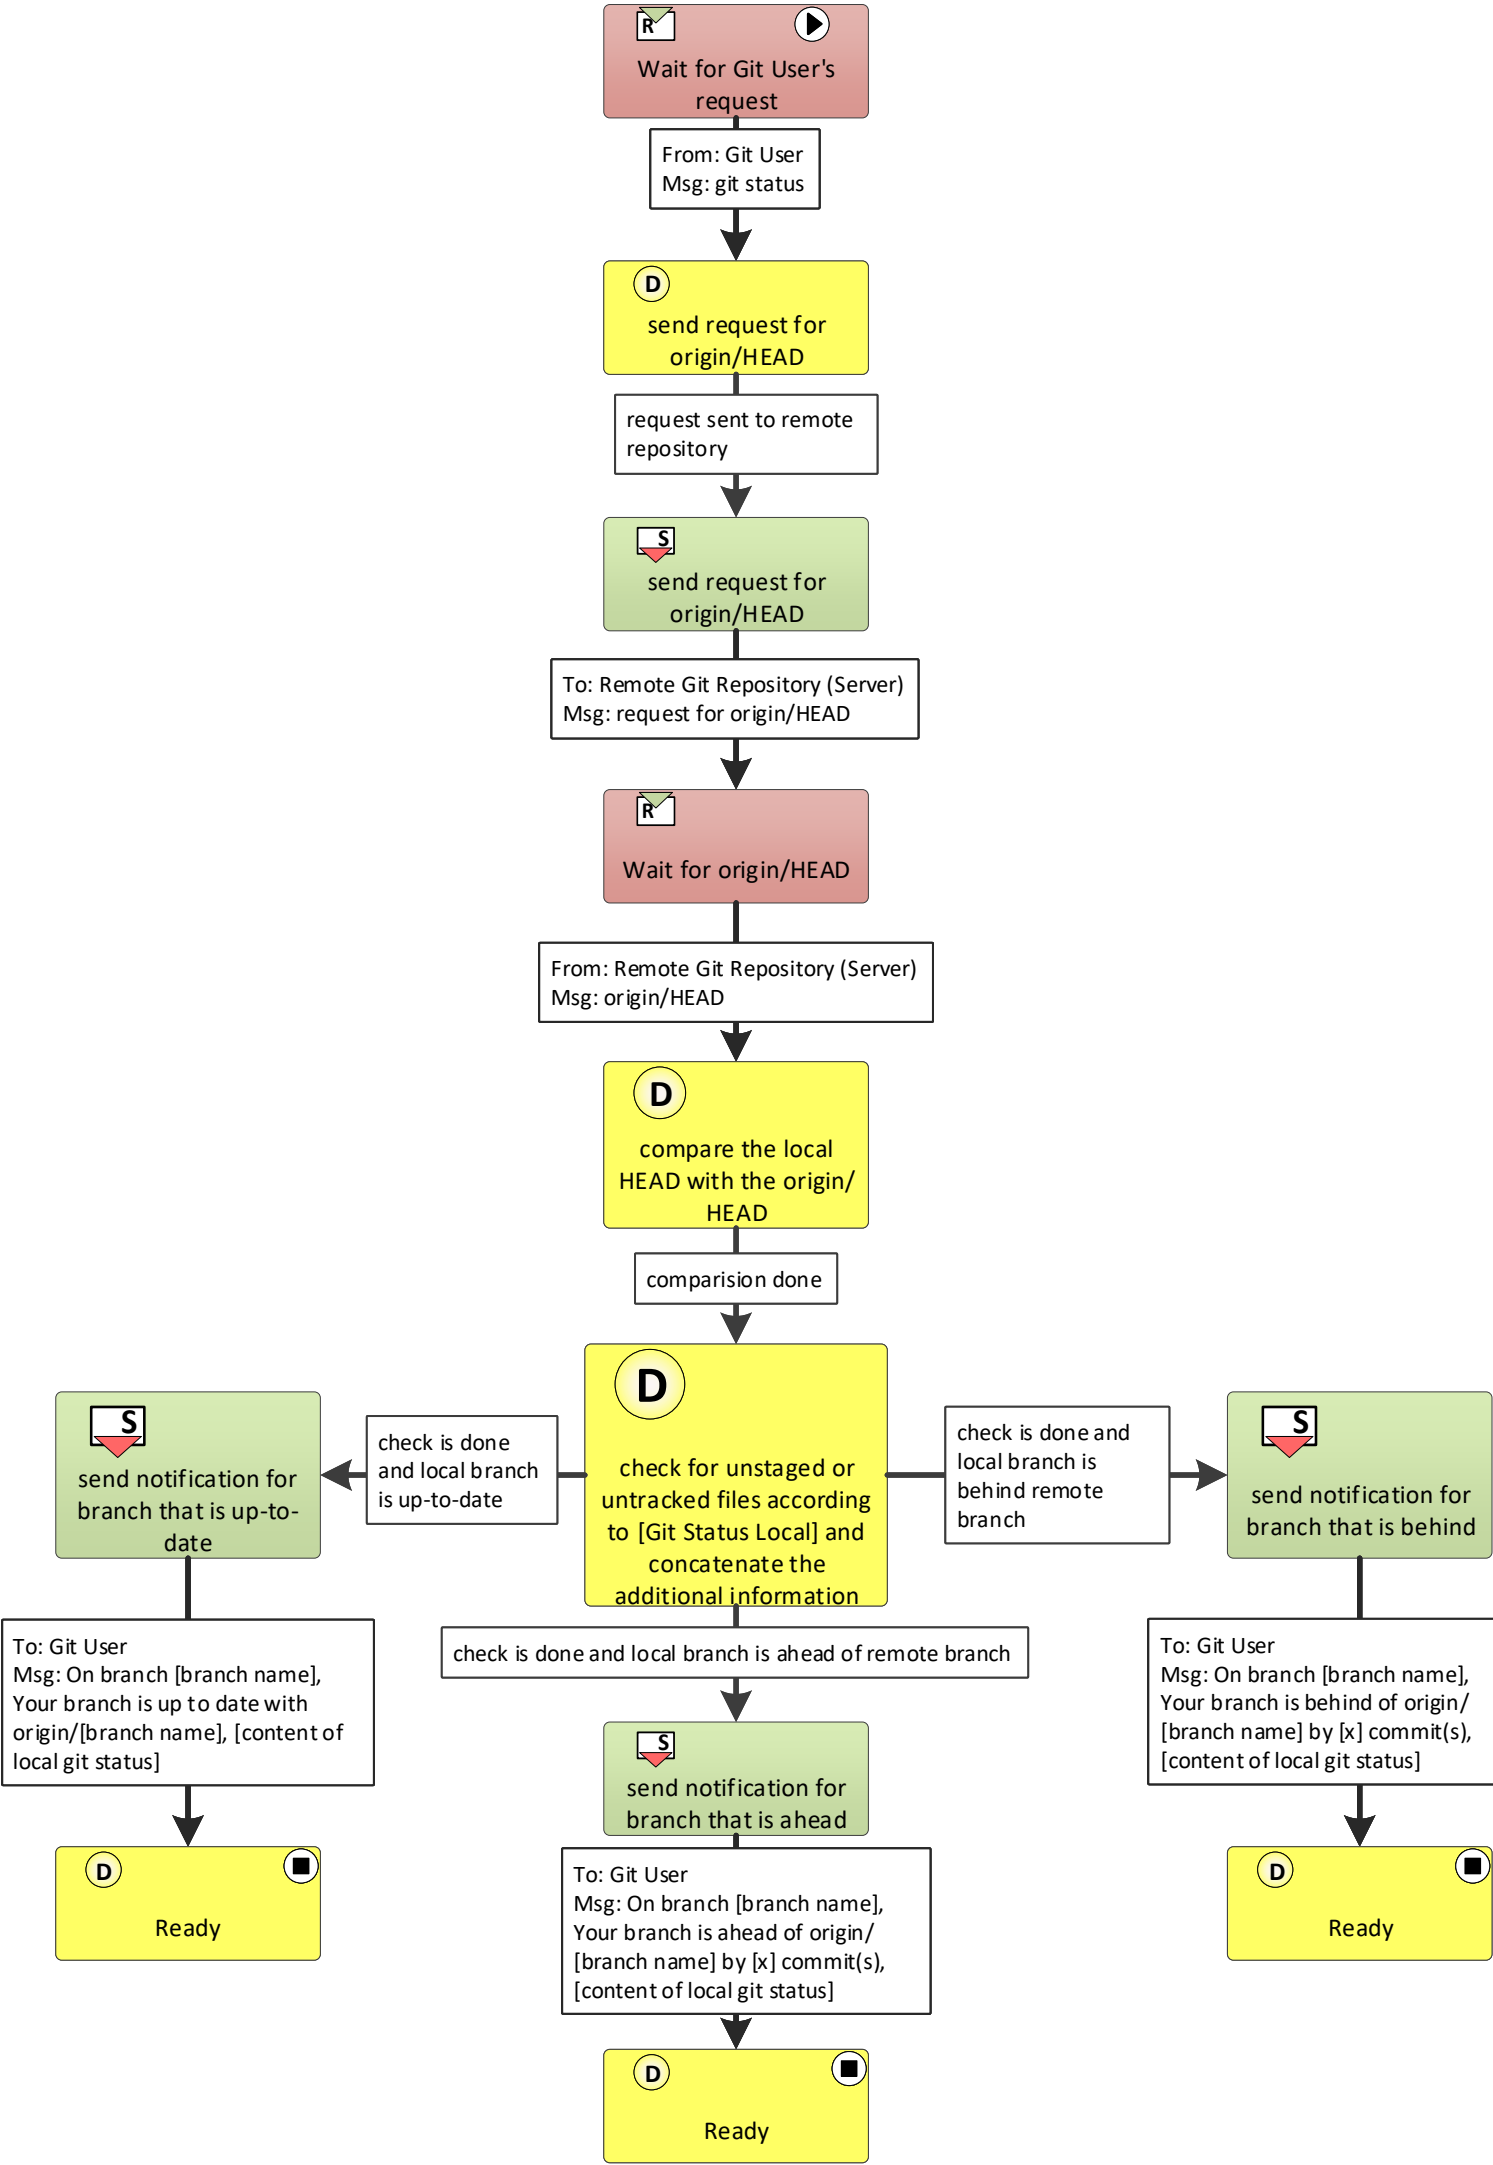 R
Wait for Git User's
request
From: Git User
Msg: git status
D
send request for
origin/HEAD
request sent to remote
repository
S
send request for
origin/HEAD
To: Remote Git Repository (Server)
Msg: request for origin/HEAD
R
Wait for origin/HEAD
From: Remote Git Repository (Server)
Msg: origin/HEAD
D
compare the local
HEAD with the origin/
HEAD
comparision done
D
check for unstaged or
untracked files according
to [Git Status Local] and
concatenate the
additional information
check is done
and local branch
is up-to-date
S
send notification for
branch that is up-to-
date
To: Git User
Msg: On branch [branch name],
Your branch is up to date with
origin/[branch name], [content of
local git status]
D
Ready
check is done and local branch is ahead of remote branch
S
send notification for
branch that is ahead
To: Git User
Msg: On branch [branch name],
Your branch is ahead of origin/
[branch name] by [x] commit(s),
[content of local git status]
D
Ready
check is done and
local branch is
behind remote
branch
S
send notification for
branch that is behind
To: Git User
Msg: On branch [branch name],
Your branch is behind of origin/
[branch name] by [x] commit(s),
[content of local git status]
D
Ready